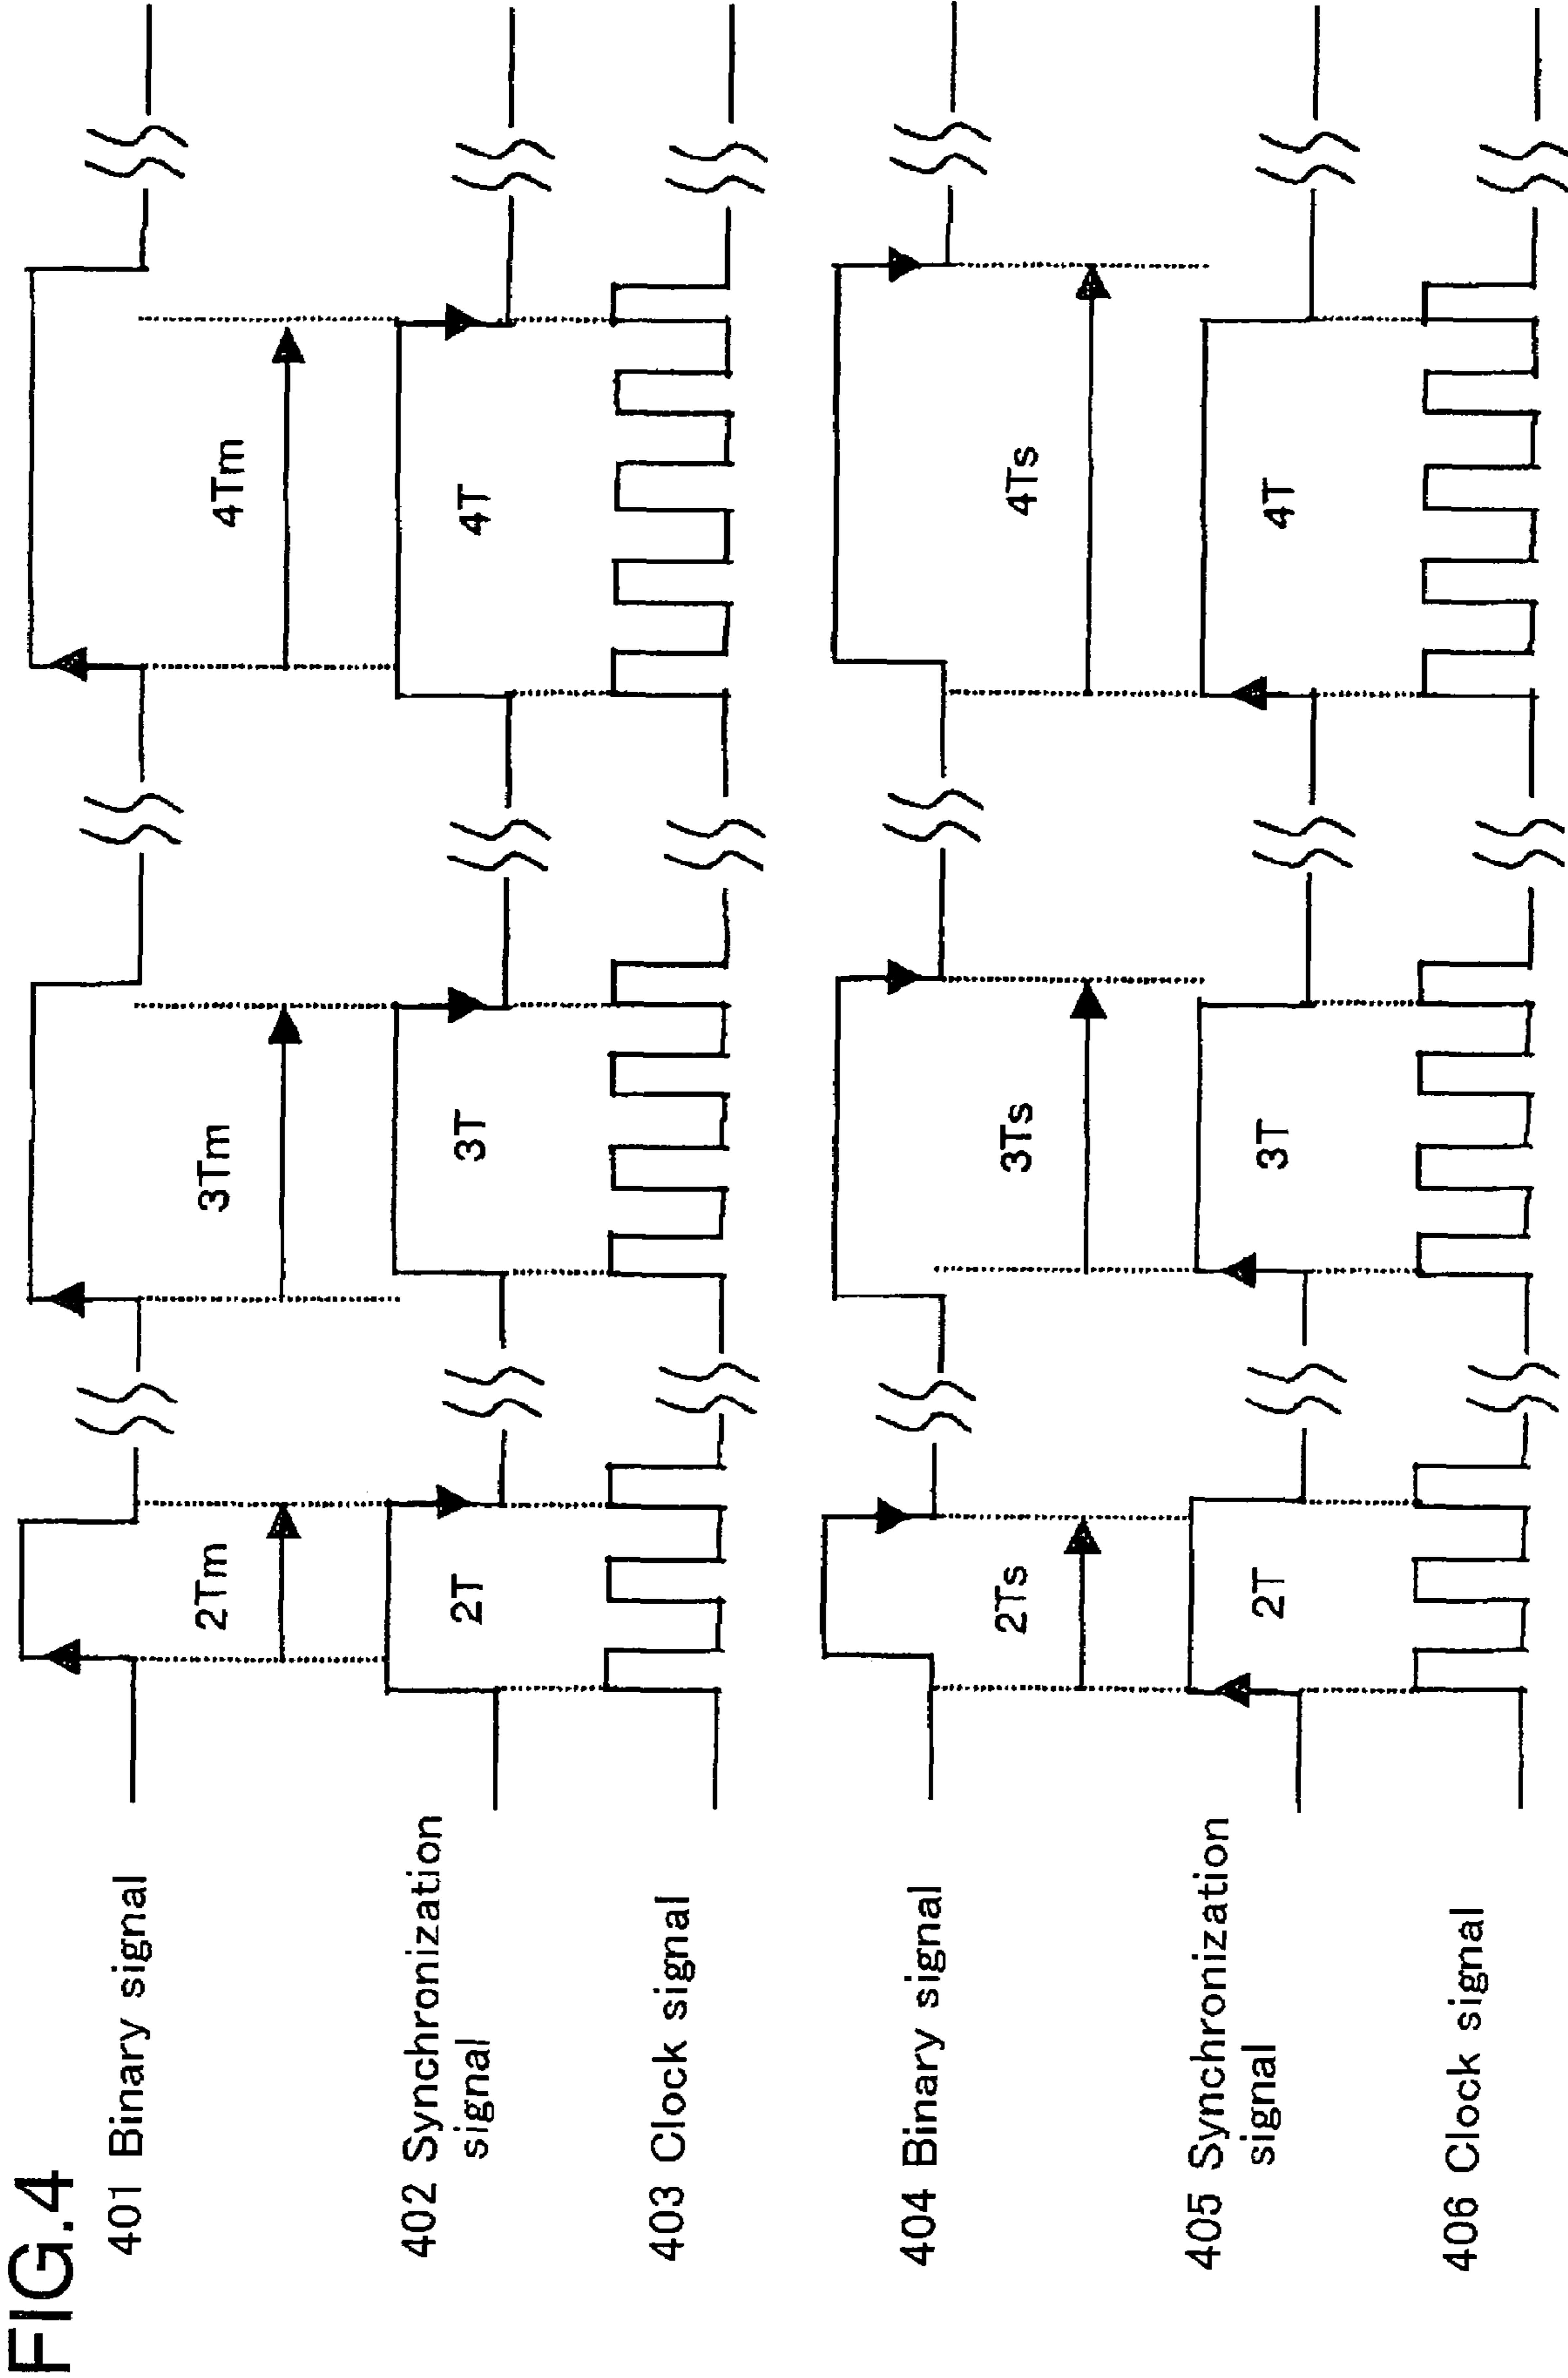 FIG.4
401 Binary signal
2Tm
3Tm
4Tm
402 Synchronization
signal
2T
3T
4T
403 Clock signal
404 Binary signal
2Ts
3Ts
4Ts
405 Synchronization
signal
2T
3T
4T
406 Clock signal